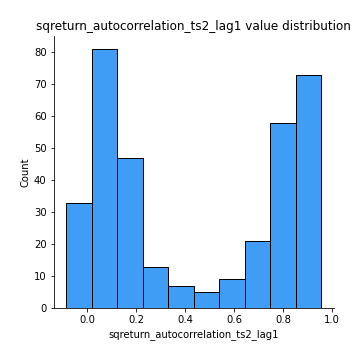 sqreturn_autocorrelation_ts2_lag1 value distribution
80
70
60
50
40
30
20
10
0
Count
0.0 0.2 0.4 0.6 0.8 1.0
sqreturn_autocorrelation_ts2_lag1